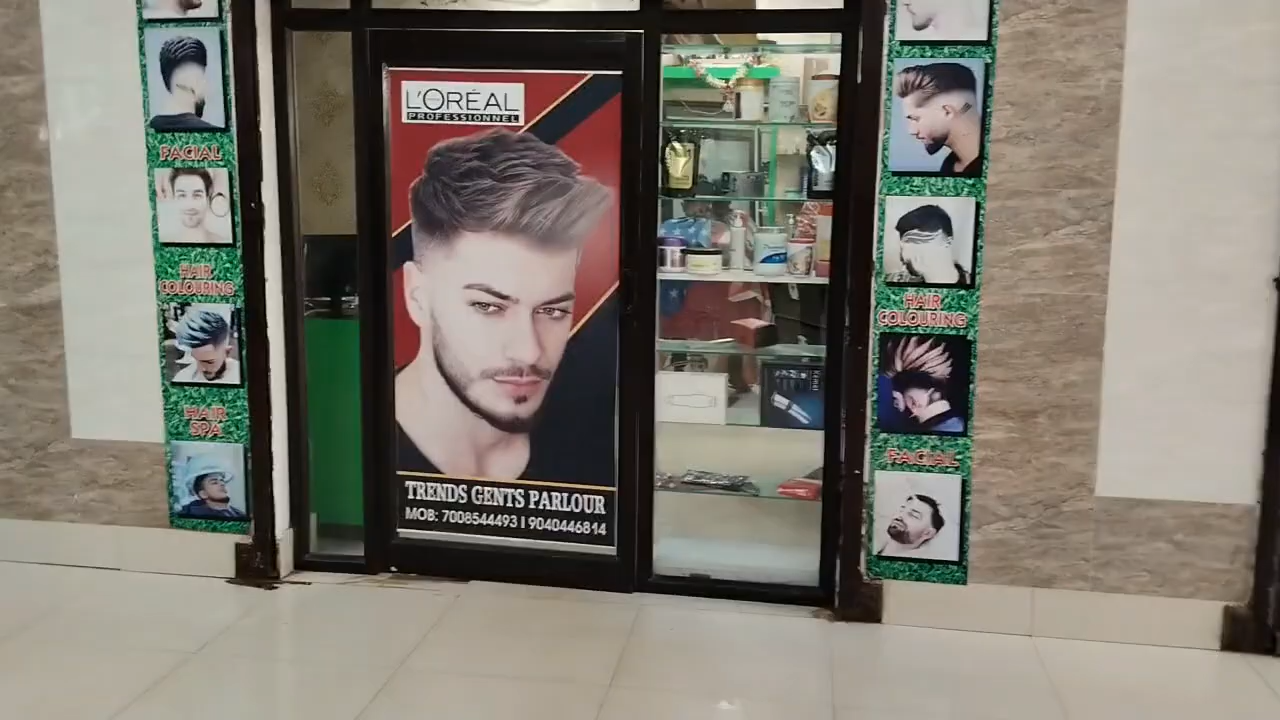 FACIAL
HAIR
COLOURING
HAIR
SPA
L'ORÉAL
PROFESSIONNEL
TRENDS GENTS PARLOUR
MOB: 7008544493 | 9040446814
HAIR
COLOURING
FACIAL